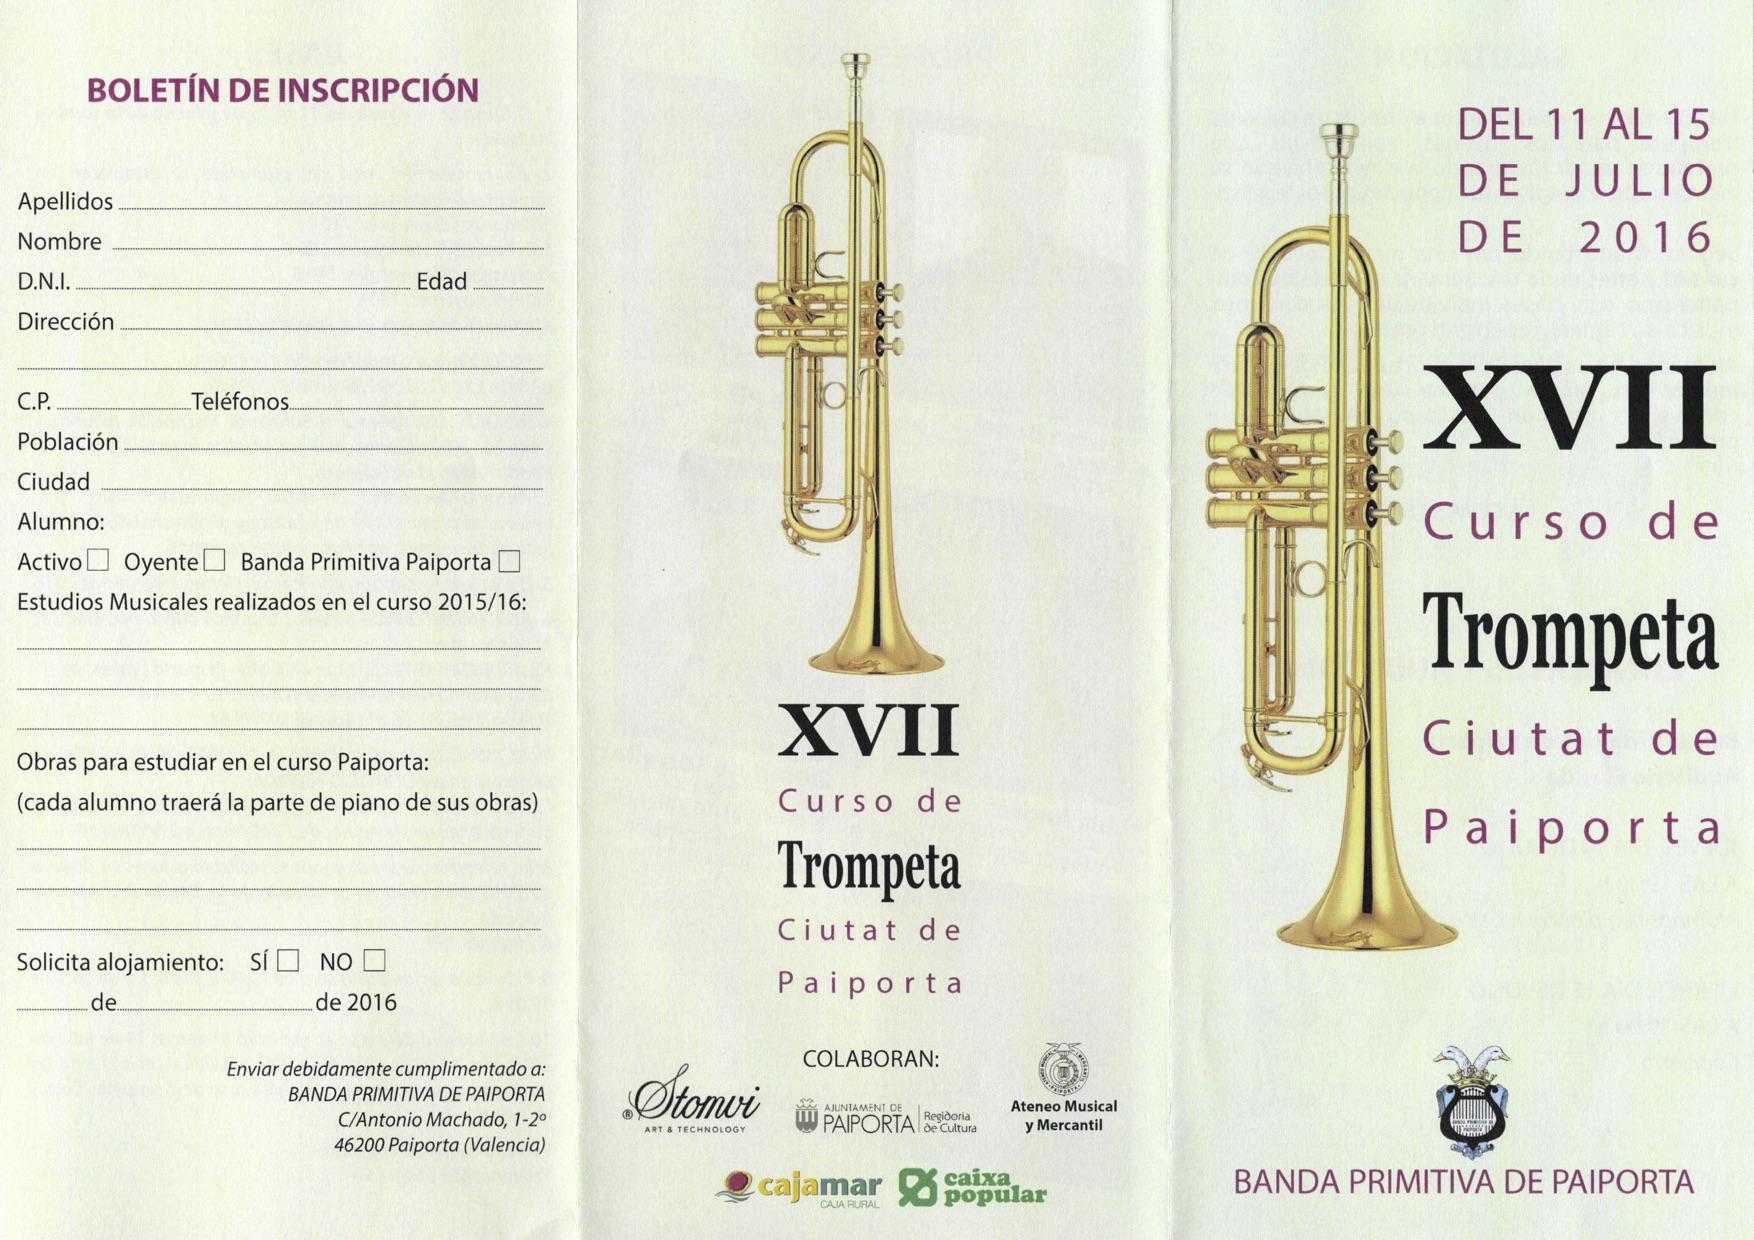 BOLETÍN DE INSCRIPCIÓN
Apellidos
Nombre
D.N.I. Edad
Dirección
C.P. Teléfonos
Población
Ciudad
Alumno:
Activo Oyente Banda Primitiva Paiporta
Estudios Musicales realizados en el curso 2015/16:
Obras para estudiar en el curso Paiporta:
(cada alumno traerá la parte de piano de sus obras)
Solicita alojamiento: SÍ NO
de de 2016
Enviar debidamente cumplimentado a:
BANDA PRIMITIVA DE PAIPORTA
C/Antonio Machado, 1-2º
46200 Paiporta (Valencia)
XVII
Curso de
Trompeta
Ciutat de
Paiporta
COLABORAN:
® Stomvi
ART & TECHNOLOGY
AJUNTAMENT DE
PAIPORTA
Regidoria
de Cultura
Ateneo Musical
y Mercantil
cajamar
CAJA RURAL
caixa
popular
DEL 11 AL 15
DE JULIO
DE 2016
XVII
Curso de
Trompeta
Ciutat de
Paiporta
BANDA PRIMITIVA DE PAIPORTA